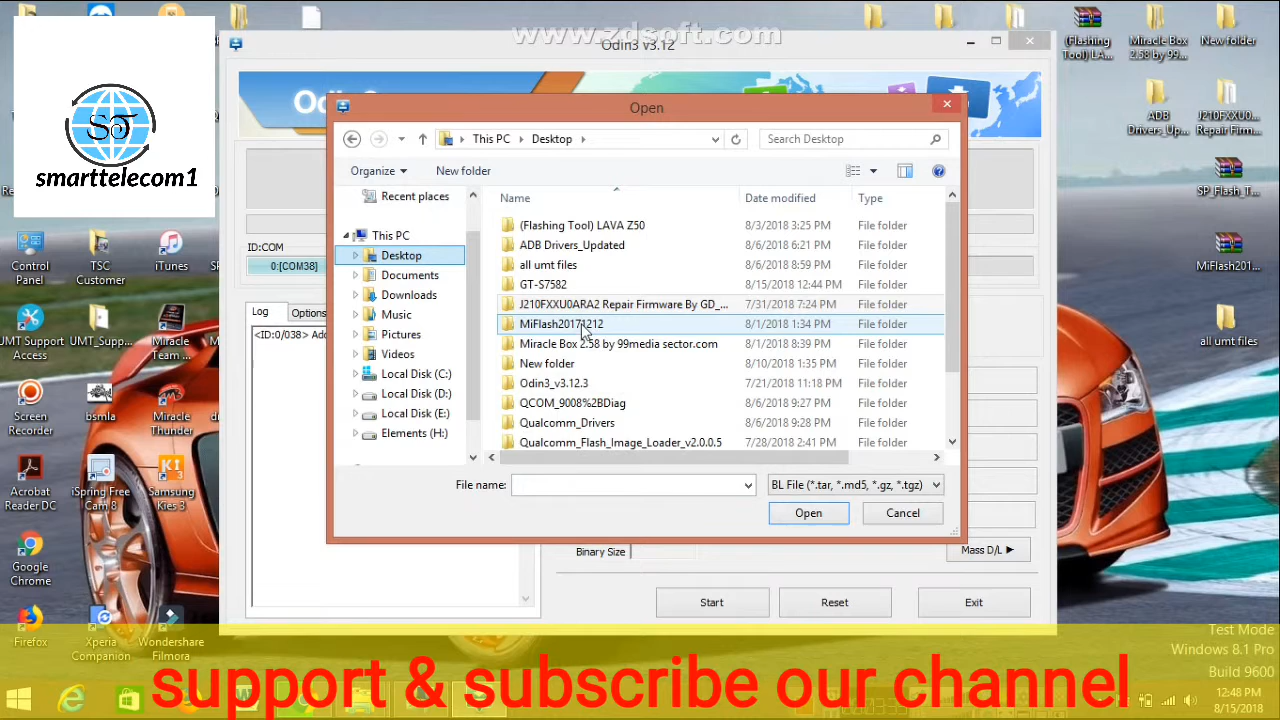 www.zdsoft.com
Odin3 v3.12
SOT
smarttelecom1
(Flashing
Tool) LA...
Miracle Box
2.58 by 99...
New folder
ADB
Drivers_Up...
J210FXXU...
Repair Firm...
SP_Flash_T...
MiFlash201...
all umt files
Control
Panel
TSC
Customer
iTunes
UMT Support
Access
UMT_Supp...
Miracle
Team ...
Screen
Recorder
bsmla
Miracle
Thunder
Acrobat
Reader DC
iSpring Free
Cam 8
Samsung
Kies 3
Google
Chrome
Firefox
Xperia
Companion
Wondershare
Filmora
ID:COM
0:[COM38]
Log
Options
<ID:0/038> Add
Open
This PC
Desktop
Search Desktop
Organize
New folder
Recent places
This PC
Desktop
Documents
Downloads
Music
Pictures
Videos
Local Disk (C:)
Local Disk (D:)
Local Disk (E:)
Elements (H:)
Name Date modified Type
(Flashing Tool) LAVA Z50 8/3/2018 3:25 PM File folder
ADB Drivers_Updated 8/6/2018 6:21 PM File folder
all umt files 8/6/2018 8:59 PM File folder
GT-S7582 8/15/2018 12:44 PM File folder
J210FXXU0ARA2 Repair Firmware By GD_... 7/31/2018 7:24 PM File folder
MiFlash20171212 8/1/2018 1:34 PM File folder
Miracle Box 2.58 by 99media sector.com 8/1/2018 8:39 PM File folder
New folder 8/10/2018 1:35 PM File folder
Odin3_v3.12.3 7/21/2018 11:18 PM File folder
QCOM_9008%2BDiag 8/6/2018 9:27 PM File folder
Qualcomm_Drivers 8/6/2018 9:28 PM File folder
Qualcomm_Flash_Image_Loader_v2.0.0.5 7/28/2018 2:41 PM File folder
File name:
BL File (*.tar, *.md5, *.gz, *.tgz)
Open
Cancel
Binary Size
Mass D/L
Start
Reset
Exit
Test Mode
Windows 8.1 Pro
Build 9600
support & subscribe our channel
12:48 PM
8/15/2018